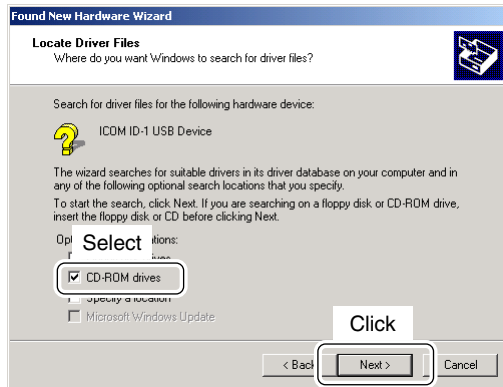 Found New Hardware Wizard
Locate Driver Files
Where do you want Windows to search for driver files?
Search for driver files for the following hardware device:
ICOM ID-1 USB Device
The wizard searches for suitable drivers in its driver database on your computer and in
any of the following optional search locations that you specify.
To start the search, click Next. If you are searching on a floppy disk or CD-ROM drive,
insert the floppy disk or CD before clicking Next.
Select
CD-ROM drives
Specify a location
Microsoft Windows Update
Click
< Back
Next >
Cancel